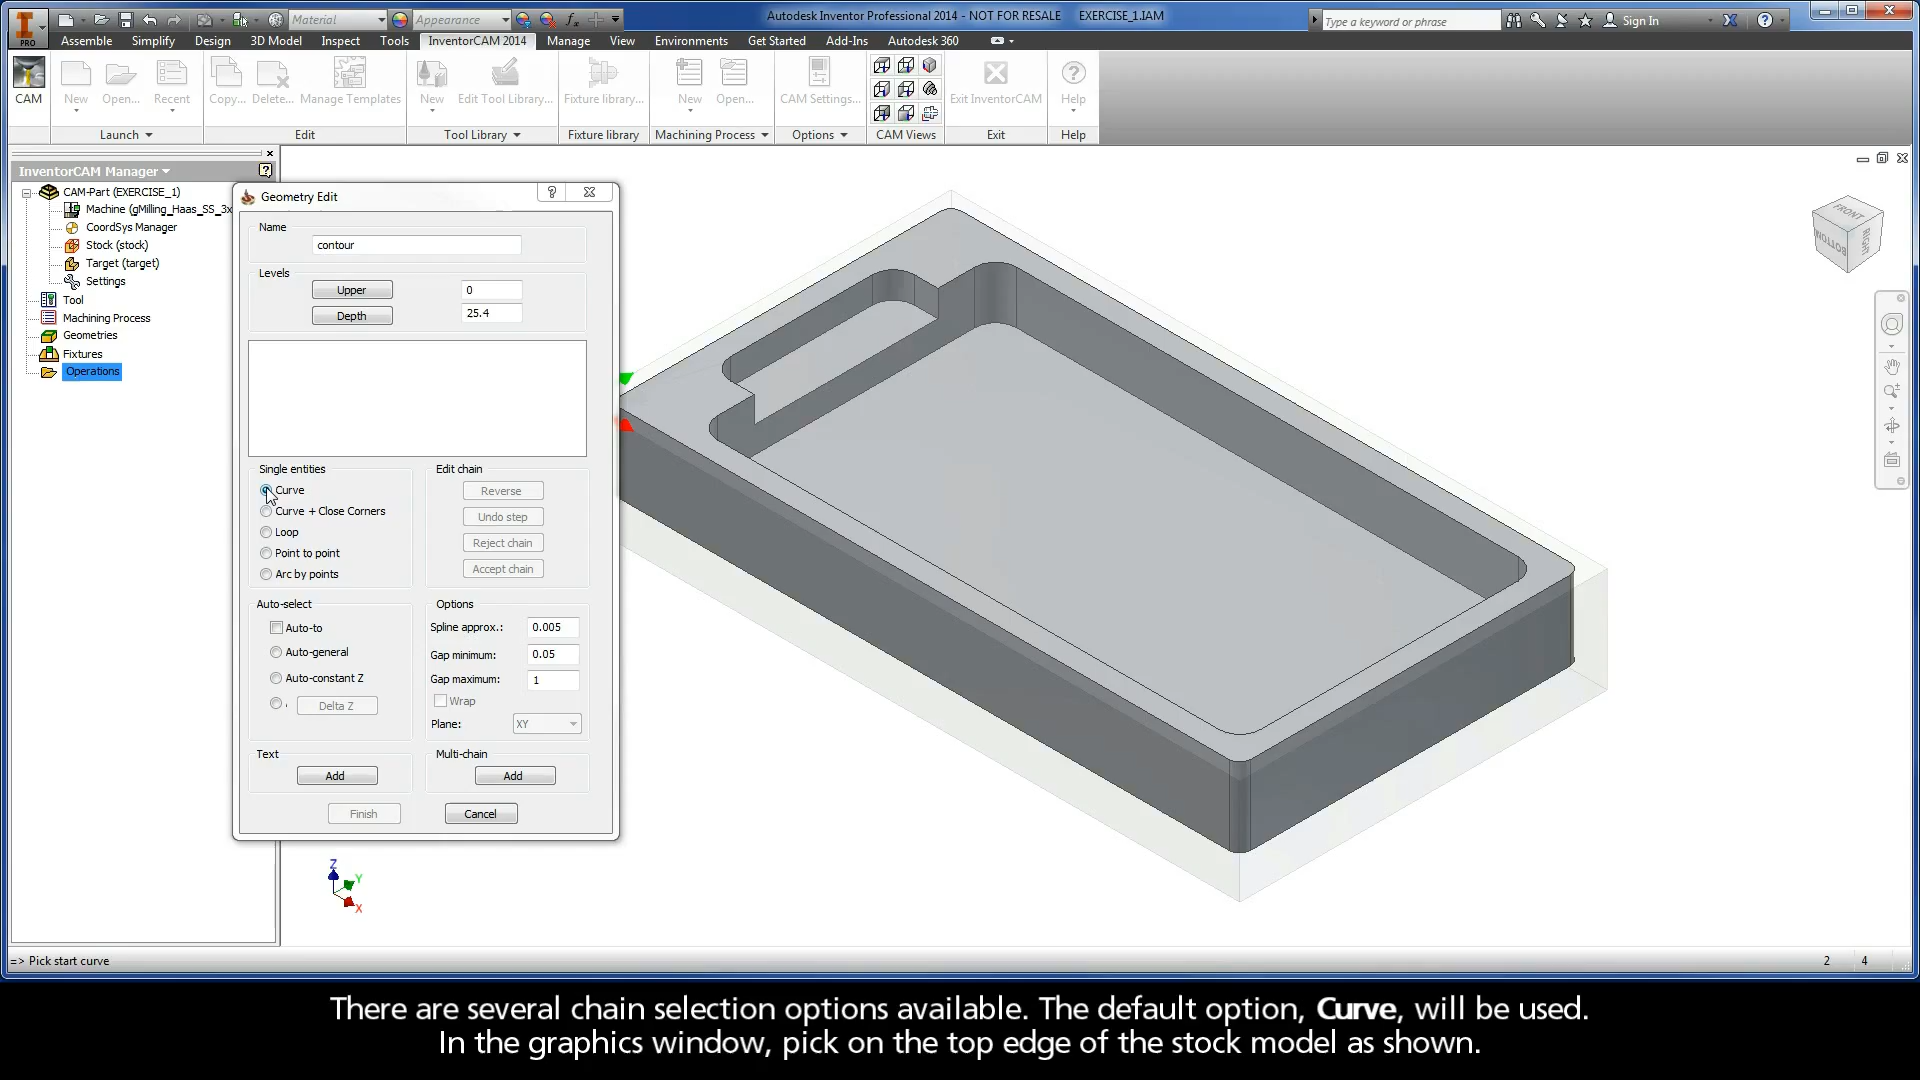 Material
Appearance
Autodesk Inventor Professional 2014 - NOT FOR RESALE EXERCISE_1.IAM
Type a keyword or phrase
Sign In
PRO
Assemble Simplify Design 3D Model Inspect Tools InventorCAM 2014 Manage View Environments Get Started Add-Ins Autodesk 360
CAM New Open... Recent Copy... Delete... Manage Templates New Edit Tool Library... Fixture library... New Open... CAM Settings... Exit InventorCAM Help
Launch Edit Tool Library Fixture library Machining Process Options CAM Views Exit Help
InventorCAM Manager
CAM-Part (EXERCISE_1)
Machine (gMilling_Haas_SS_3x
CoordSys Manager
Stock (stock)
Target (target)
Settings
Tool
Machining Process
Geometries
Fixtures
Operations
Geometry Edit
Name
contour
Levels
Upper 0
Depth 25.4
Single entities
Curve
Curve + Close Corners
Loop
Point to point
Arc by points
Edit chain
Reverse
Undo step
Reject chain
Accept chain
Auto-select
Auto-to
Auto-general
Auto-constant Z
Delta Z
Options
Spline approx.: 0.005
Gap minimum: 0.05
Gap maximum: 1
Wrap
Plane: XY
Text
Add
Multi-chain
Add
Finish Cancel
FRONT
BOTTOM
RIGHT
Z
Y
X
=> Pick start curve
2 4
There are several chain selection options available. The default option, Curve, will be used.
In the graphics window, pick on the top edge of the stock model as shown.